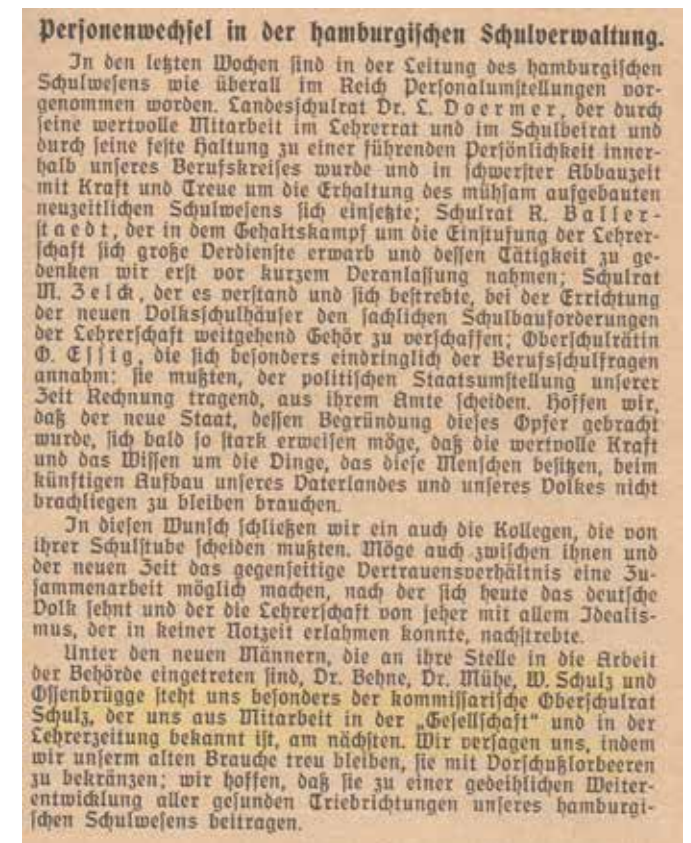 Personenwechsel in der hamburgischen Schulverwaltung.
In den letzten Wochen sind in der Leitung des hamburgischen
Schulwesens wie überall im Reich Personalumstellungen vor-
genommen worden. Landesschulrat Dr. L. Doermer, der durch
seine wertvolle Mitarbeit im Lehrerrat und im Schulbeirat und
durch seine feste Haltung zu einer führenden Persönlichkeit inner-
halb unseres Berufskreises wurde und in schwerster Abbauzeit
mit Kraft und Treue um die Erhaltung des mühsam aufgebauten
neuzeitlichen Schulwesens sich einsetzte; Schulrat R. Baller-
staedt, der in dem Gehaltskampf um die Einstufung der Lehrer-
schaft sich große Verdienste erwarb und dessen Tätigkeit zu ge-
denken wir erst vor kurzem Veranlassung nahmen; Schulrat
M. Zelck, der es verstand und sich bestrebte, bei der Errichtung
der neuen Volksschulhäuser den sachlichen Schulbauforderungen
der Lehrerschaft weitgehend Gehör zu verschaffen; Oberschulrätin
O. Essig, die sich besonders eindringlich der Berufsschulfragen
annahm: sie mußten, der politischen Staatsumstellung unserer
Zeit Rechnung tragend, aus ihrem Amte scheiden. Hoffen wir,
daß der neue Staat, dessen Begründung dieses Opfer gebracht
wurde, sich bald so stark erweisen möge, daß die wertvolle Kraft
und das Wissen um die Dinge, das diese Menschen besitzen, beim
künftigen Aufbau unseres Vaterlandes und unseres Volkes nicht
brachliegen zu bleiben brauchen.
In diesen Wunsch schließen wir ein auch die Kollegen, die von
ihrer Schulstube scheiden mußten. Möge auch zwischen ihnen und
der neuen Zeit das gegenseitige Vertrauensverhältnis eine Zu-
sammenarbeit möglich machen, nach der sich heute das deutsche
Volk sehnt und der die Lehrerschaft von jeher mit allem Idealis-
mus, der in keiner Notzeit erlahmen konnte, nachstrebte.
Unter den neuen Männern, die an ihre Stelle in die Arbeit
der Behörde eingetreten sind, Dr. Behne, Dr. Mühe, W. Schulz und
Ossenbrügge steht uns besonders der kommissarische Oberschulrat
Schulz, der uns aus Mitarbeit in der „Gesellschaft“ und in der
Lehrerzeitung bekannt ist, am nächsten. Wir versagen uns, indem
wir unserm alten Brauche treu bleiben, sie mit Vorschußlorbeeren
zu bekränzen; wir hoffen, daß sie zu einer gedeihlichen Weiter-
entwicklung aller gesunden Triebrichtungen unseres hamburgi-
schen Schulwesens beitragen.